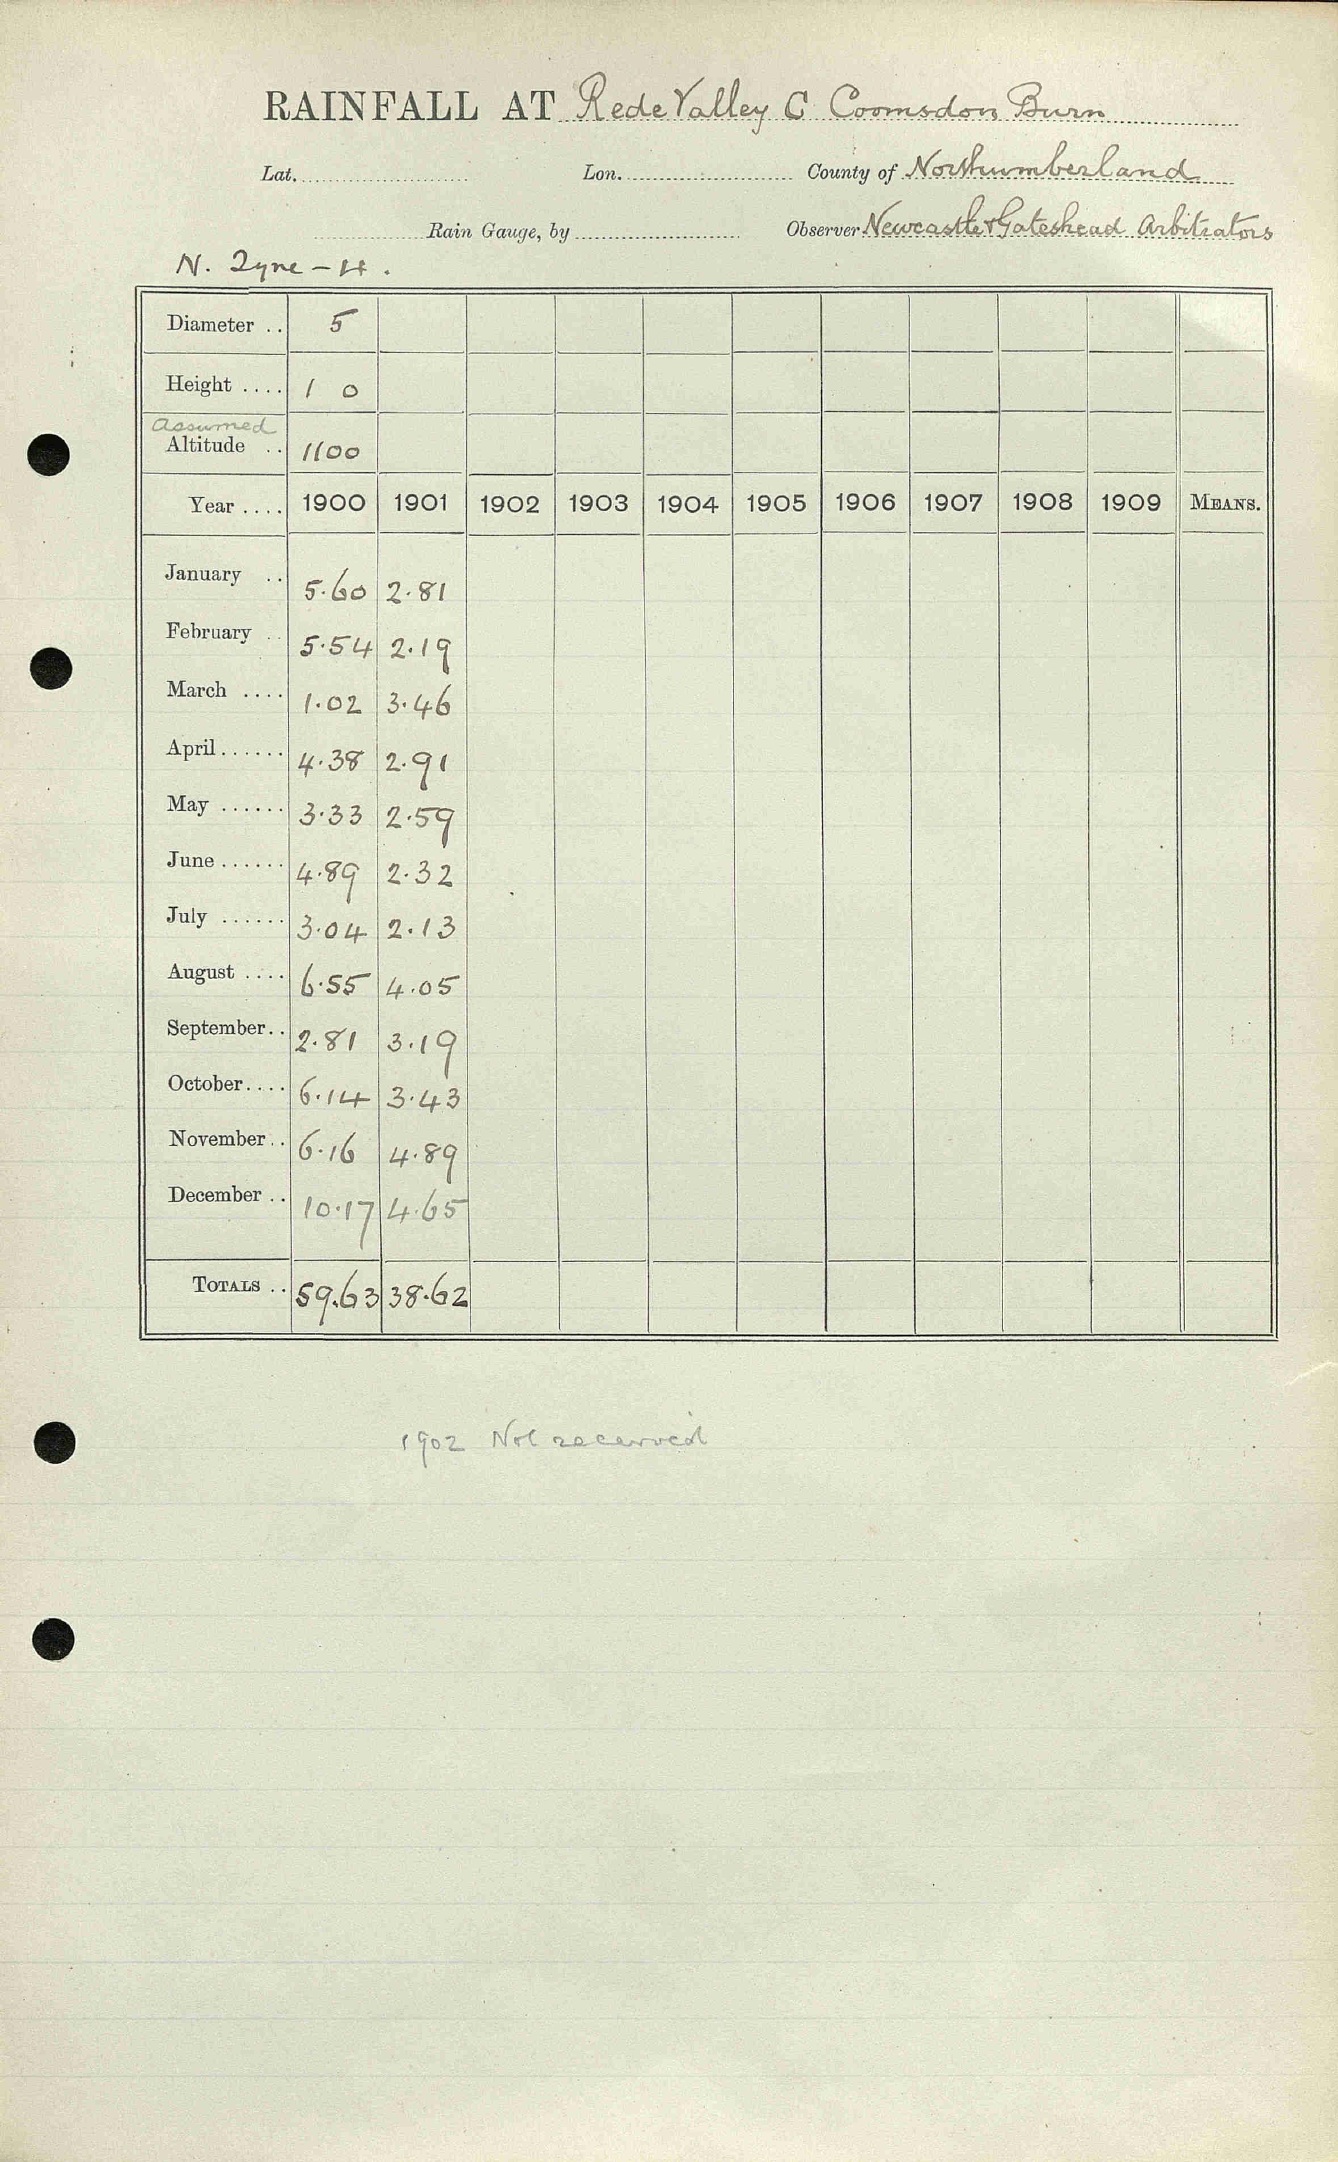 RAINFALL AT Rede Valley C Coomsdon Burn
Lat. Lon. County of Northumberland
Rain Gauge, by Observer Newcastle & Gateshead Arbitrators
N. Tyne - H.
Diameter .. 5
Height .... 1 0
assumed
Altitude .. 1100
Year .... 1900 1901 1902 1903 1904 1905 1906 1907 1908 1909 MEANS.
January .. 5.60 2.81
February .. 5.54 2.19
March .... 1.02 3.46
April...... 4.38 2.91
May ...... 3.33 2.59
June...... 4.89 2.32
July ...... 3.04 2.13
August .... 6.55 4.05
September.. 2.81 3.19
October.... 6.14 3.43
November.. 6.16 4.89
December .. 10.17 4.65
TOTALS .. 59.63 38.62
1902 Not received